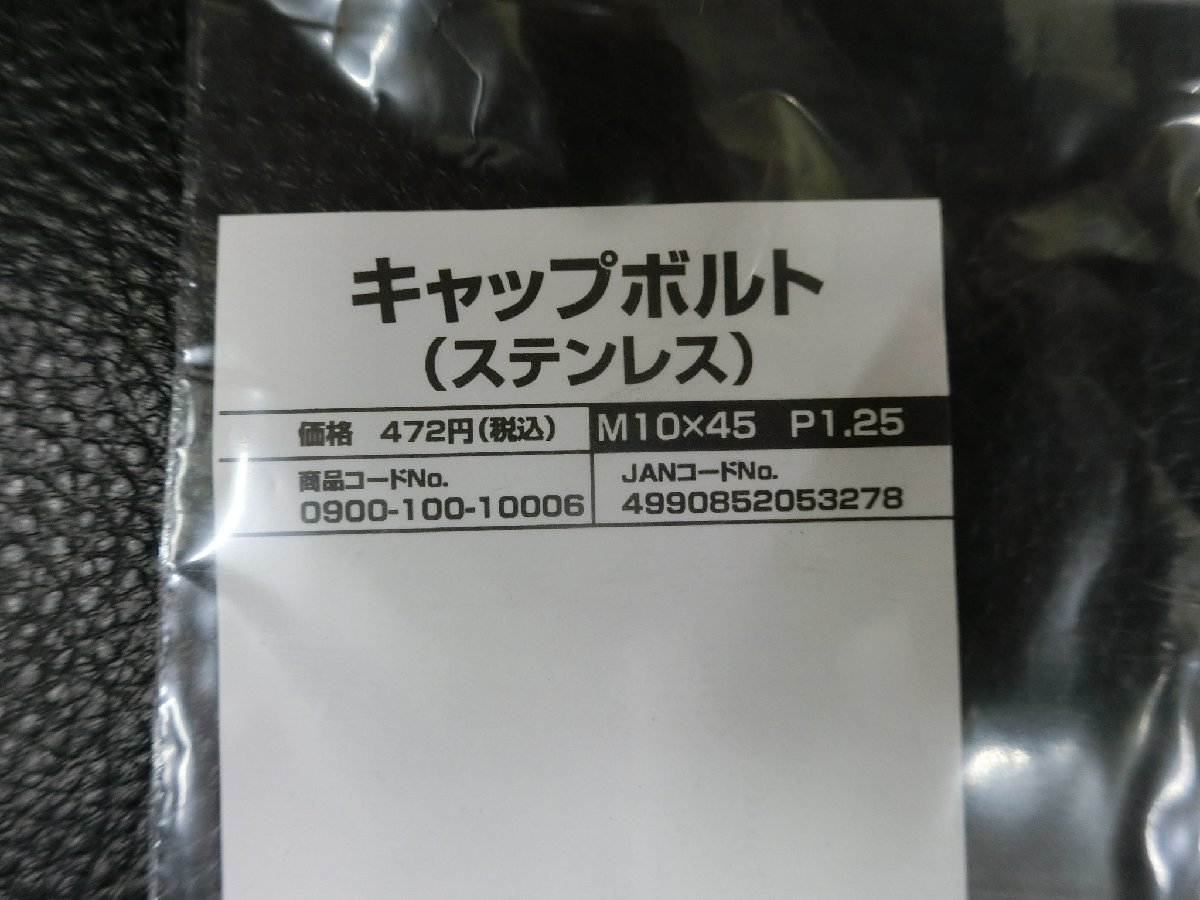 キャップボルト
(ステンレス)
価格 472円(税込) M10×45 P1.25
商品コードNo. JANコードNo.
0900-100-10006 4990852053278